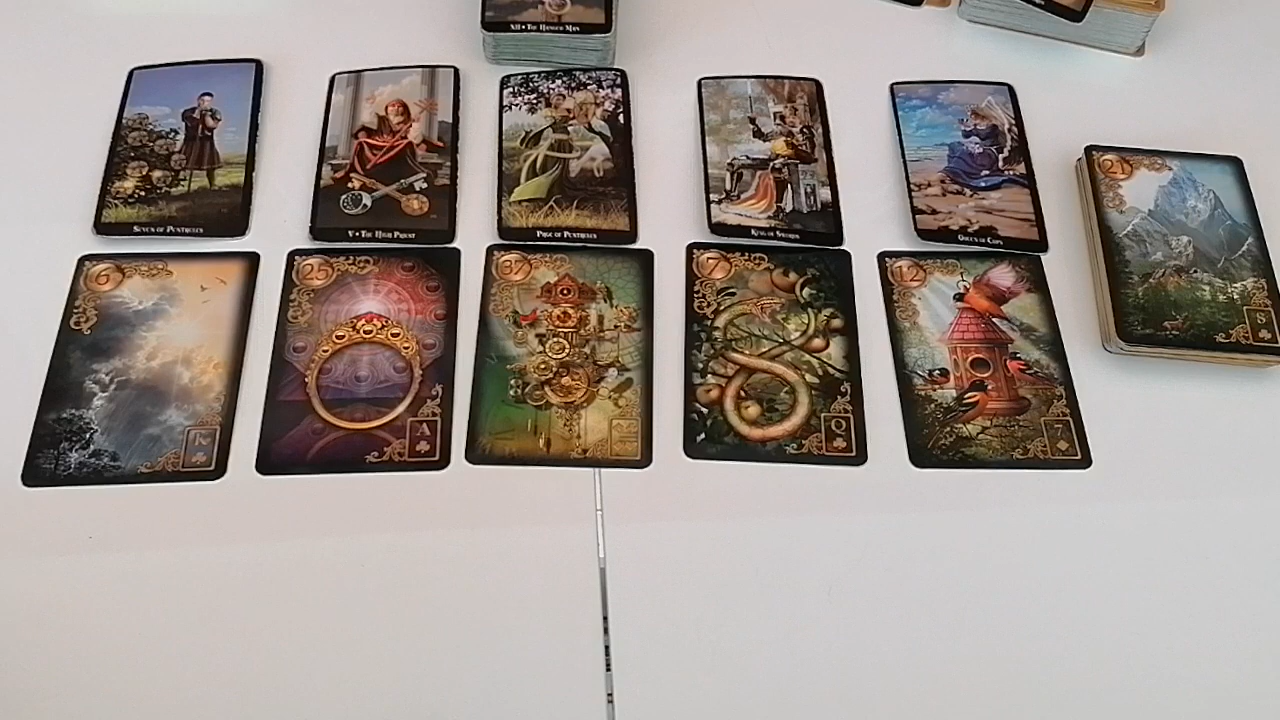 XII • The Hanged Man
Seven of Pentacles
V • The High Priest
Page of Pentacles
King of Swords
Queen of Cups
21
8
6
K
25
A
37
7
Q
12
7